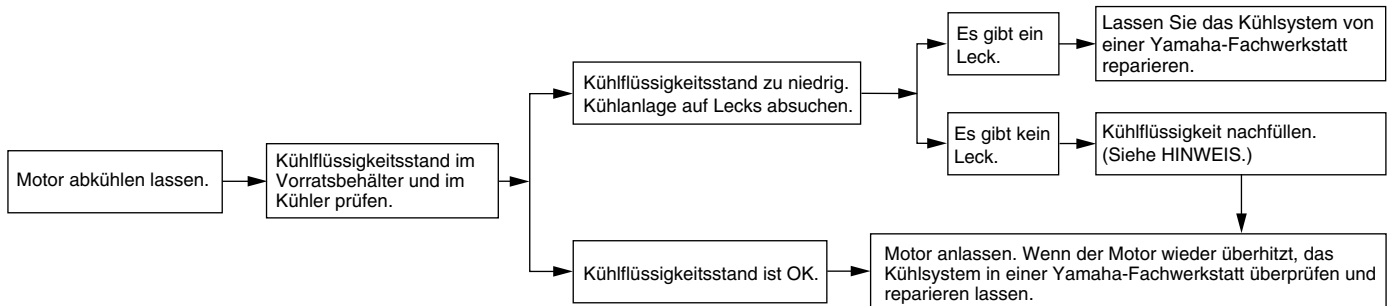 Motor abkühlen lassen.
Kühlflüssigkeitsstand im
Vorratsbehälter und im
Kühler prüfen.
Kühlflüssigkeitsstand zu niedrig.
Kühlanlage auf Lecks absuchen.
Es gibt ein
Leck.
Lassen Sie das Kühlsystem von
einer Yamaha-Fachwerkstatt
reparieren.
Es gibt kein
Leck.
Kühlflüssigkeit nachfüllen.
(Siehe HINWEIS.)
Kühlflüssigkeitsstand ist OK.
Motor anlassen. Wenn der Motor wieder überhitzt, das
Kühlsystem in einer Yamaha-Fachwerkstatt überprüfen und
reparieren lassen.